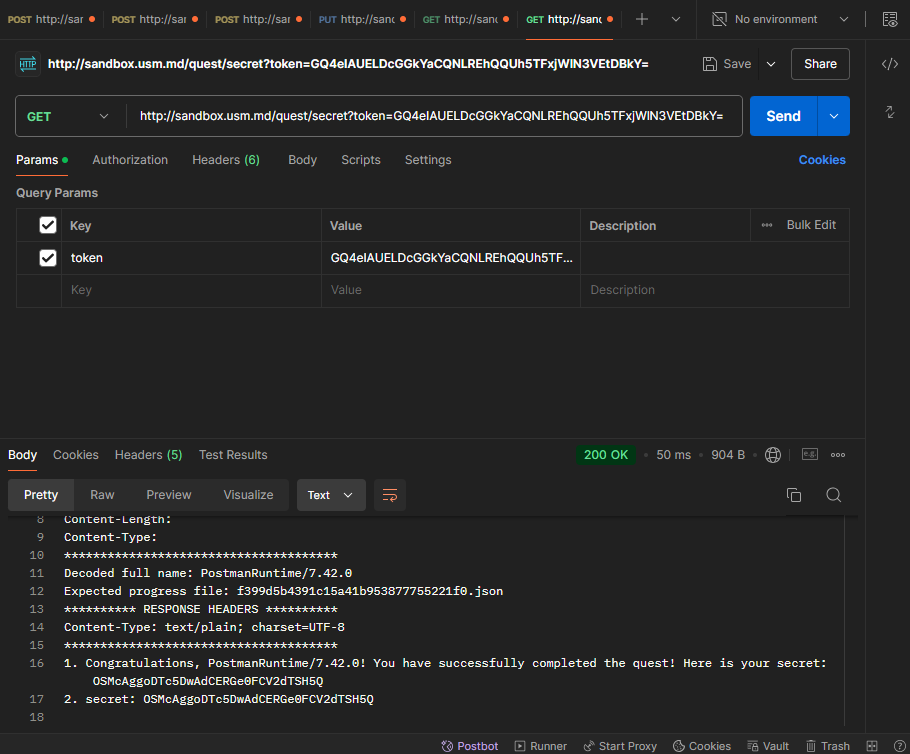 POST http://sar POST http://sar POST http://sar PUT http://sand GET http://sand GET http://sand No environment
HTTP http://sandbox.usm.md/quest/secret?token=GQ4eIAUELDcGGkYaCQNLREhQQUh5TFxjWIN3VEtDBkY= Save Share
GET http://sandbox.usm.md/quest/secret?token=GQ4eIAUELDcGGkYaCQNLREhQQUh5TFxjWIN3VEtDBkY= Send
Params Authorization Headers (6) Body Scripts Settings Cookies
Query Params
Key Value Description Bulk Edit
token GQ4eIAUELDcGGkYaCQNLREhQQUh5TF...
Key Value Description
Body Cookies Headers (5) Test Results 200 OK 50 ms 904 B e.g.
Pretty Raw Preview Visualize Text
8 Content-Length:
9 Content-Type:
10 **************************************
11 Decoded full name: PostmanRuntime/7.42.0
12 Expected progress file: f399d5b4391c15a41b953877755221f0.json
13 ********** RESPONSE HEADERS **********
14 Content-Type: text/plain; charset=UTF-8
15 **************************************
16 1. Congratulations, PostmanRuntime/7.42.0! You have successfully completed the quest! Here is your secret:
OSMcAggoDTc5DwAdCERGe0FCV2dTSH5Q
17 2. secret: OSMcAggoDTc5DwAdCERGe0FCV2dTSH5Q
18
Postbot Runner Start Proxy Cookies Vault Trash